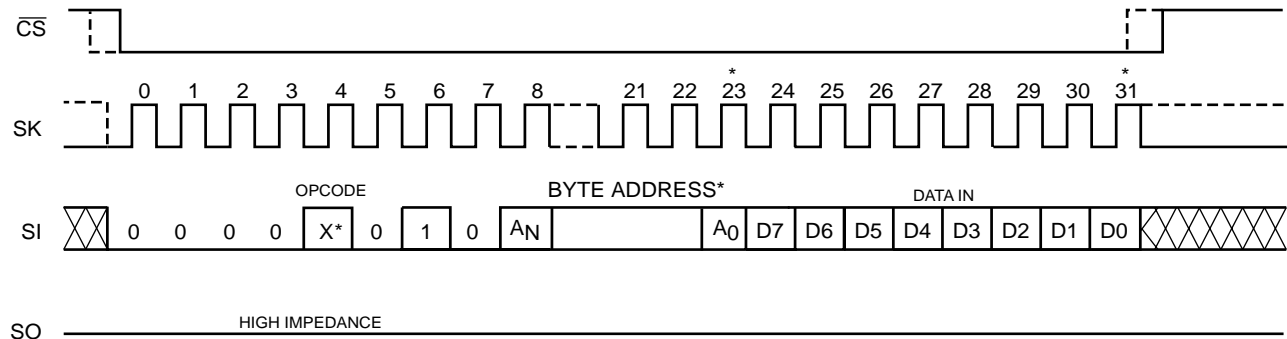 CS
* *
0 1 2 3 4 5 6 7 8 21 22 23 24 25 26 27 28 29 30 31
SK
OPCODE BYTE ADDRESS* DATA IN
SI 0 0 0 0 X* 0 1 0 AN A0 D7 D6 D5 D4 D3 D2 D1 D0
HIGH IMPEDANCE
SO